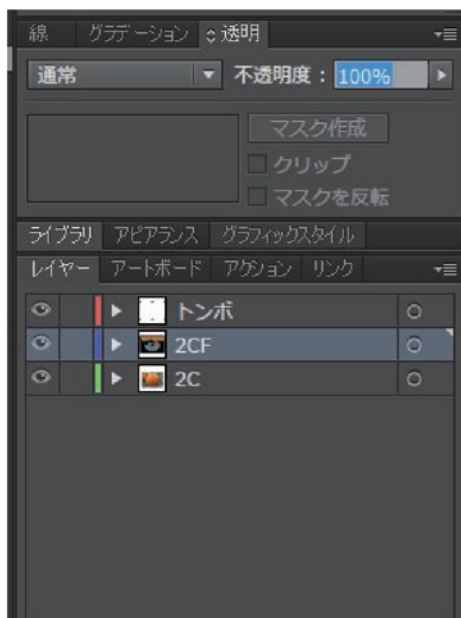 線 グラデーション 透明
通常 不透明度： 100%
マスク作成
クリップ
マスクを反転
ライブラリ アピアランス グラフィックスタイル
レイヤー アートボード アクション リンク
トンボ
2CF
2C